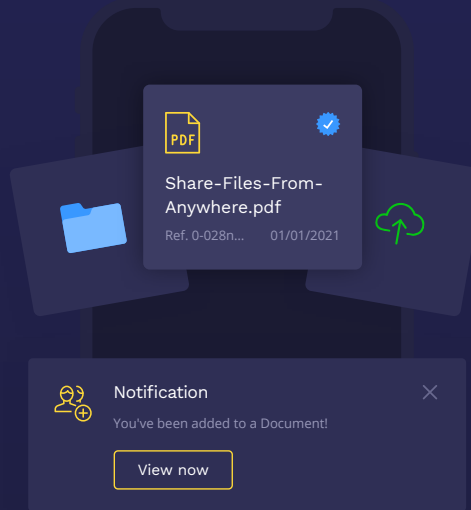 PDF
Share-Files-From-
Anywhere.pdf
Ref. 0-028n... 01/01/2021
Notification
You've been added to a Document!
View now